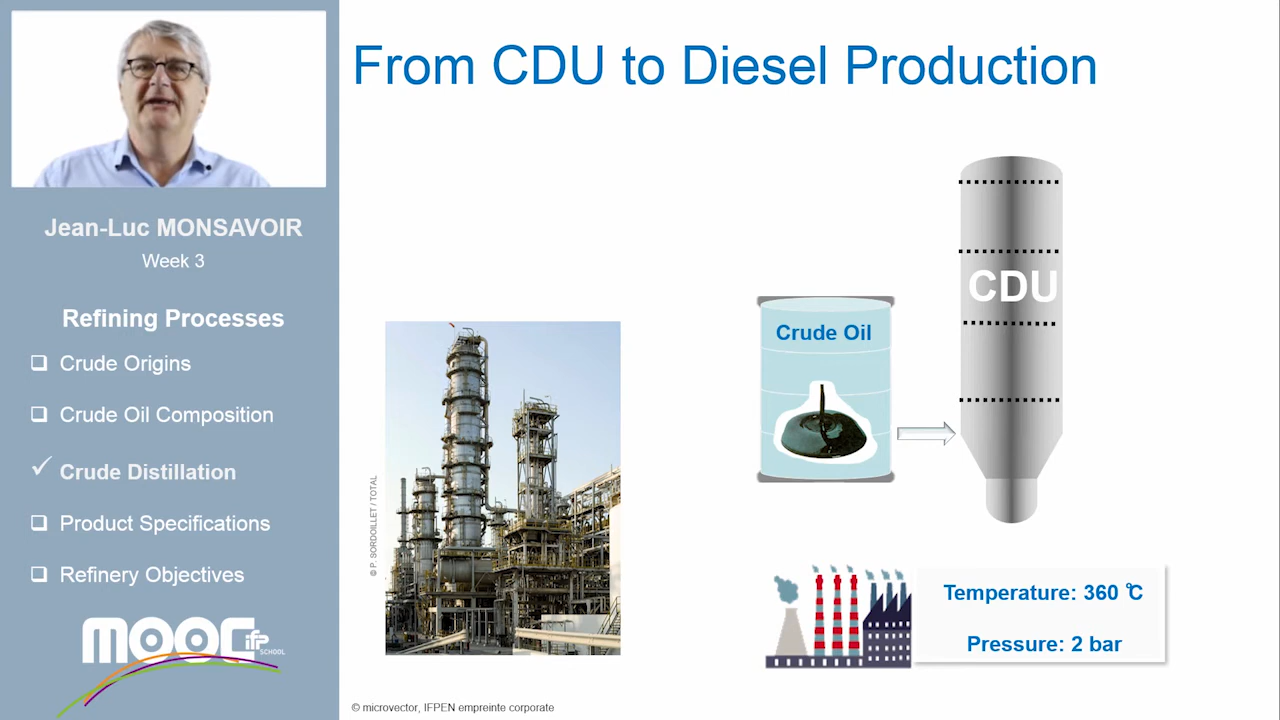 From CDU to Diesel Production
Jean-Luc MONSAVOIR
Week 3
Refining Processes
Crude Origins
Crude Oil Composition
Crude Distillation
Product Specifications
Refinery Objectives
MOOC
ifp
SCHOOL
© P. SORDOILLET / TOTAL
Crude Oil
CDU
Temperature: 360 ℃
Pressure: 2 bar
© microvector, IFPEN empreinte corporate